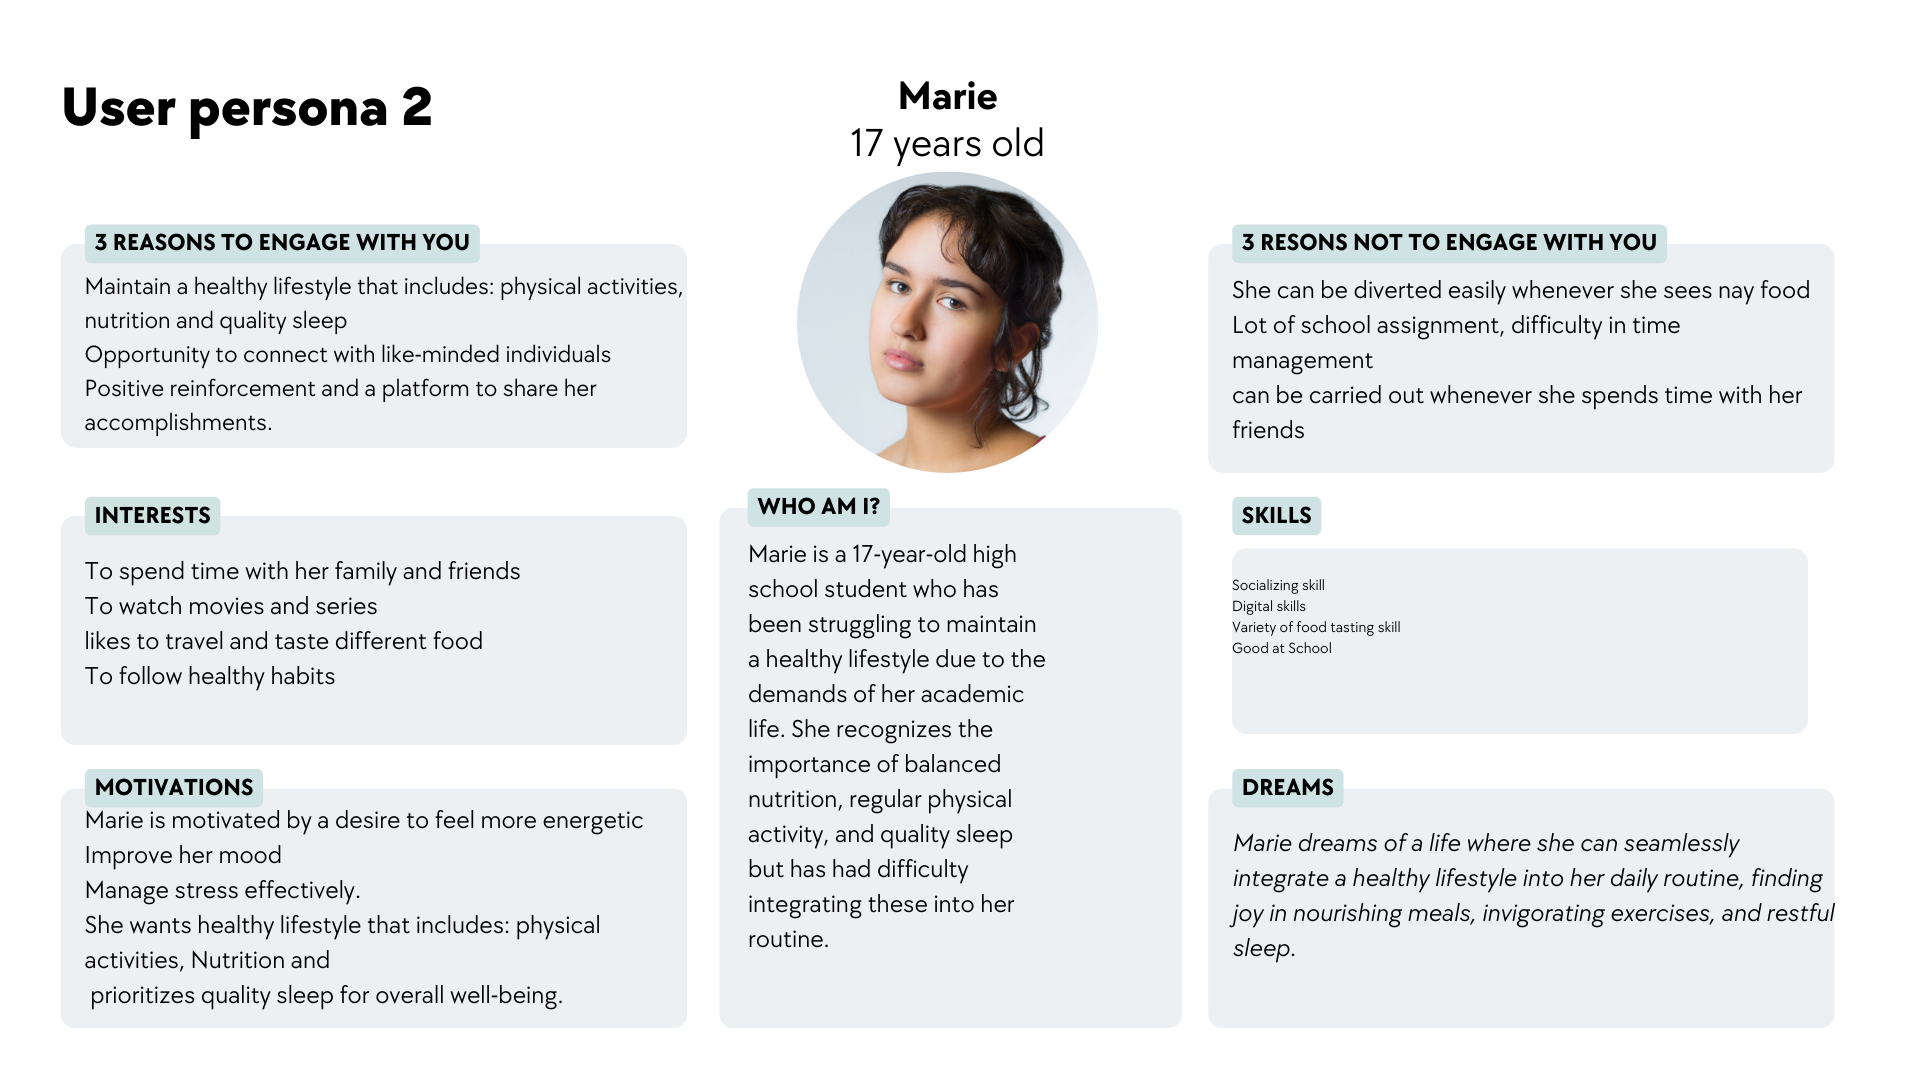 User persona 2
Marie
17 years old
3 REASONS TO ENGAGE WITH YOU
Maintain a healthy lifestyle that includes: physical activities,
nutrition and quality sleep
Opportunity to connect with like-minded individuals
Positive reinforcement and a platform to share her
accomplishments.
INTERESTS
To spend time with her family and friends
To watch movies and series
likes to travel and taste different food
To follow healthy habits
MOTIVATIONS
Marie is motivated by a desire to feel more energetic
Improve her mood
Manage stress effectively.
She wants healthy lifestyle that includes: physical
activities, Nutrition and
prioritizes quality sleep for overall well-being.
WHO AM I?
Marie is a 17-year-old high
school student who has
been struggling to maintain
a healthy lifestyle due to the
demands of her academic
life. She recognizes the
importance of balanced
nutrition, regular physical
activity, and quality sleep
but has had difficulty
integrating these into her
routine.
3 RESONS NOT TO ENGAGE WITH YOU
She can be diverted easily whenever she sees nay food
Lot of school assignment, difficulty in time
management
can be carried out whenever she spends time with her
friends
SKILLS
Socializing skill
Digital skills
Variety of food tasting skill
Good at School
DREAMS
Marie dreams of a life where she can seamlessly
integrate a healthy lifestyle into her daily routine, finding
joy in nourishing meals, invigorating exercises, and restful
sleep.